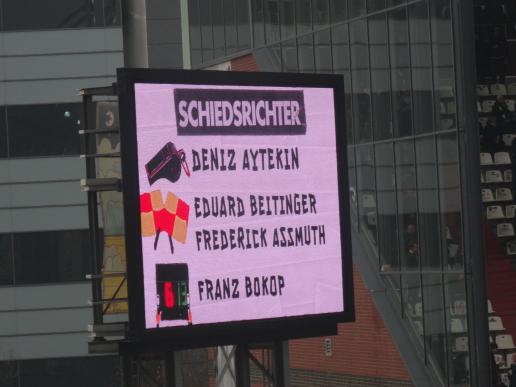 SCHIEDSRICHTER
DENIZ AYTEKIN
EDUARD BEITINGER
FREDERICK ASSMUTH
FRANZ BOKOP